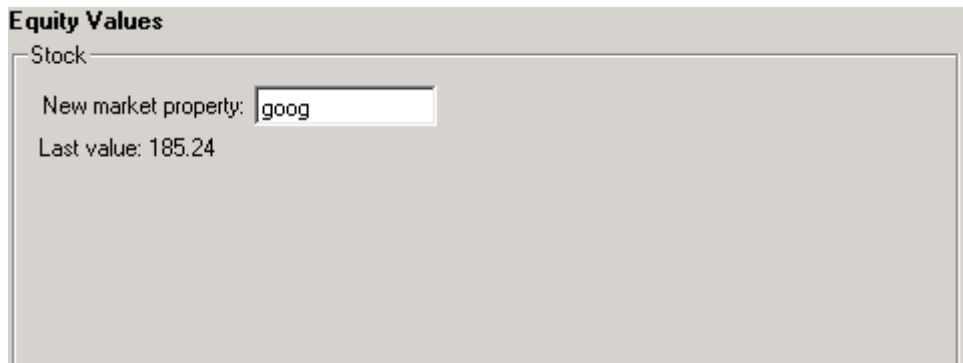 Equity Values
Stock
New market property: goog
Last value: 185.24